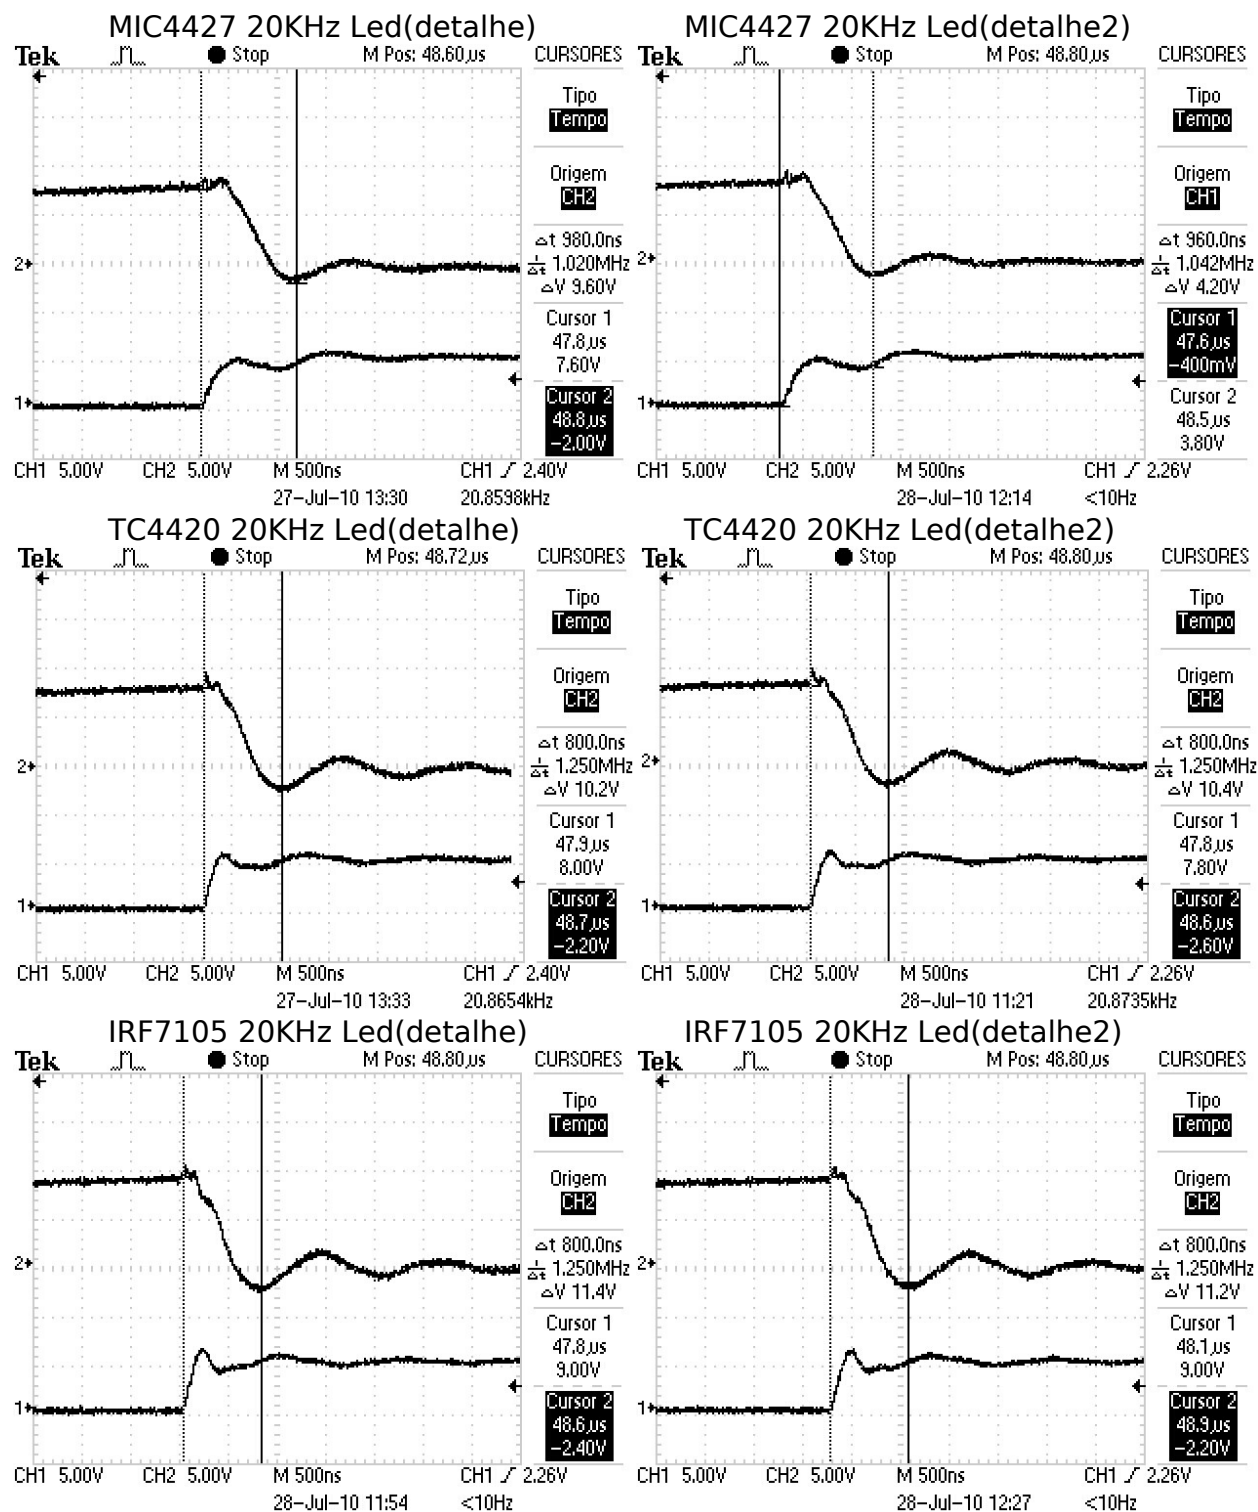 MIC4427 20KHz Led(detalhe)
Tek Stop M Pos: 48.60µs CURSORES
Tipo
Tempo
Origem
CH2
Δt 980.0ns
1/Δt 1.020MHz
ΔV 9.60V
Cursor 1
47.8µs
7.60V
Cursor 2
48.8µs
-2.00V
2
1
CH1 5.00V CH2 5.00V M 500ns CH1 2.40V
27-Jul-10 13:30 20.8598kHz
MIC4427 20KHz Led(detalhe2)
Tek Stop M Pos: 48.80µs CURSORES
Tipo
Tempo
Origem
CH1
Δt 960.0ns
1/Δt 1.042MHz
ΔV 4.20V
Cursor 1
47.6µs
-400mV
Cursor 2
48.5µs
3.80V
2
1
CH1 5.00V CH2 5.00V M 500ns CH1 2.26V
28-Jul-10 12:14 <10Hz
TC4420 20KHz Led(detalhe)
Tek Stop M Pos: 48.72µs CURSORES
Tipo
Tempo
Origem
CH2
Δt 800.0ns
1/Δt 1.250MHz
ΔV 10.2V
Cursor 1
47.9µs
8.00V
Cursor 2
48.7µs
-2.20V
2
1
CH1 5.00V CH2 5.00V M 500ns CH1 2.40V
27-Jul-10 13:33 20.8654kHz
TC4420 20KHz Led(detalhe2)
Tek Stop M Pos: 48.80µs CURSORES
Tipo
Tempo
Origem
CH2
Δt 800.0ns
1/Δt 1.250MHz
ΔV 10.4V
Cursor 1
47.8µs
7.80V
Cursor 2
48.6µs
-2.60V
2
1
CH1 5.00V CH2 5.00V M 500ns CH1 2.26V
28-Jul-10 11:21 20.8735kHz
IRF7105 20KHz Led(detalhe)
Tek Stop M Pos: 48.80µs CURSORES
Tipo
Tempo
Origem
CH2
Δt 800.0ns
1/Δt 1.250MHz
ΔV 11.4V
Cursor 1
47.8µs
9.00V
Cursor 2
48.6µs
-2.40V
2
1
CH1 5.00V CH2 5.00V M 500ns CH1 2.26V
28-Jul-10 11:54 <10Hz
IRF7105 20KHz Led(detalhe2)
Tek Stop M Pos: 48.80µs CURSORES
Tipo
Tempo
Origem
CH2
Δt 800.0ns
1/Δt 1.250MHz
ΔV 11.2V
Cursor 1
48.1µs
9.00V
Cursor 2
48.9µs
-2.20V
2
1
CH1 5.00V CH2 5.00V M 500ns CH1 2.26V
28-Jul-10 12:27 <10Hz